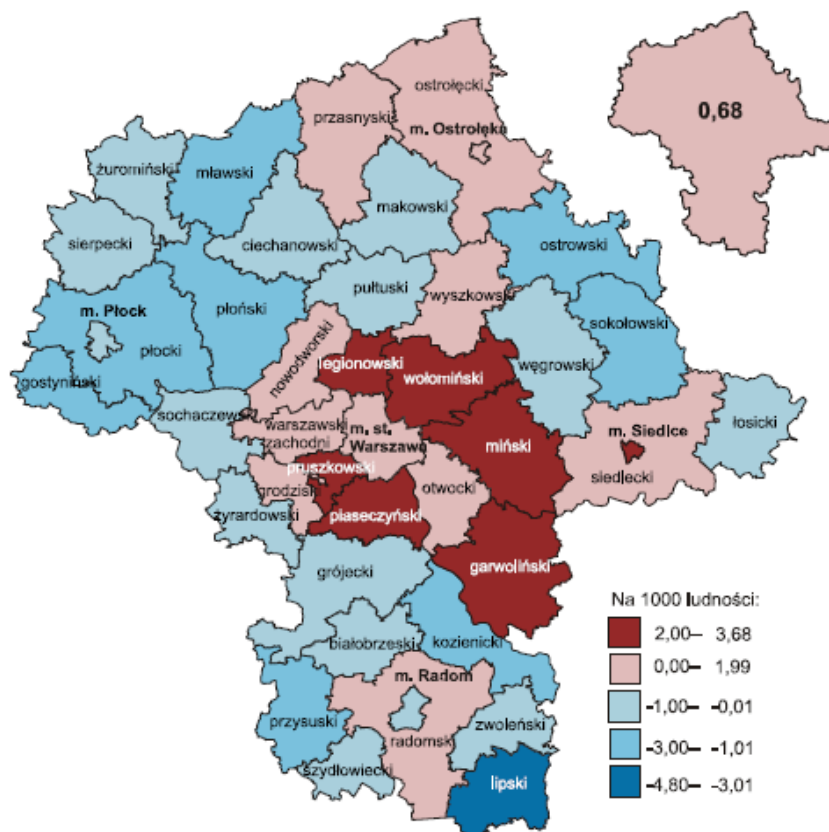 ostrołęcki
przasnyski
m. Ostrołęka
0,68
żuromiński
mławski
makowski
sierpecki
ciechanowski
ostrowski
pułtuski
wyszkowski
m. Płock
płoński
sokołowski
płocki
nowodworski
legionowski
wołomiński
węgrowski
gostyniński
sochaczewski
warszawski
zachodni
m. st.
Warszawa
miński
m. Siedlce
łosicki
pruszkowski
grodziski
otwocki
siedlecki
żyrardowski
piaseczyński
grójecki
garwoliński
Na 1000 ludności:
2,00– 3,68
białobrzeski
kozienicki
0,00– 1,99
m. Radom
-1,00– -0,01
przysuski
radomski
zwoleński
-3,00– -1,01
szydłowiecki
lipski
-4,80– -3,01